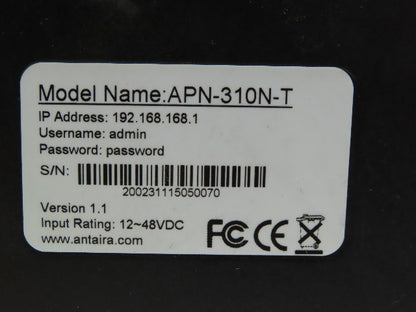 Model Name:APN-310N-T
IP Address: 192.168.168.1
Username: admin
Password: password
S/N:
200231115050070
Version 1.1
Input Rating: 12~48VDC
www.antaira.com
FC CE